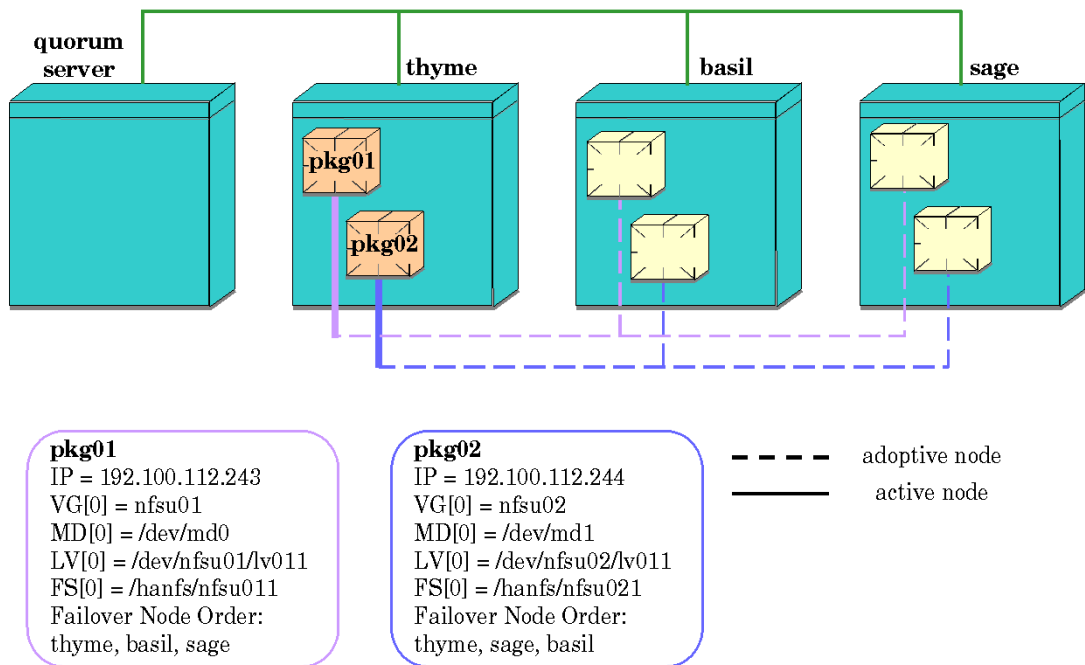 quorum
server
thyme
basil
sage
pkg01
pkg02
pkg01
IP = 192.100.112.243
VG[0] = nfsu01
MD[0] = /dev/md0
LV[0] = /dev/nfsu01/lv011
FS[0] = /hanfs/nfsu011
Failover Node Order:
thyme, basil, sage
pkg02
IP = 192.100.112.244
VG[0] = nfsu02
MD[0] = /dev/md1
LV[0] = /dev/nfsu02/lv011
FS[0] = /hanfs/nfsu021
Failover Node Order:
thyme, sage, basil
adoptive node
active node